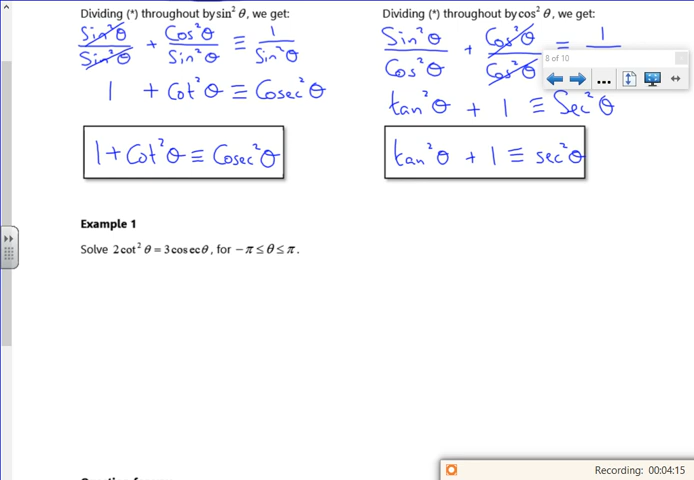 Dividing (*) throughout by sin² θ, we get:
Sin²θ/Sin²θ + Cos²θ/Sin²θ ≡ 1/Sin²θ
1 + Cot²θ ≡ Cosec²θ
1 + Cot²θ ≡ Cosec²θ
Dividing (*) throughout by cos² θ, we get:
Sin²θ/Cos²θ + Cos²θ/Cos²θ ≡ 1
tan²θ + 1 ≡ Sec²θ
tan²θ + 1 ≡ sec²θ
8 of 10
...
Example 1
Solve 2cot² θ = 3cosecθ, for −π ≤ θ ≤ π.
Recording: 00:04:15